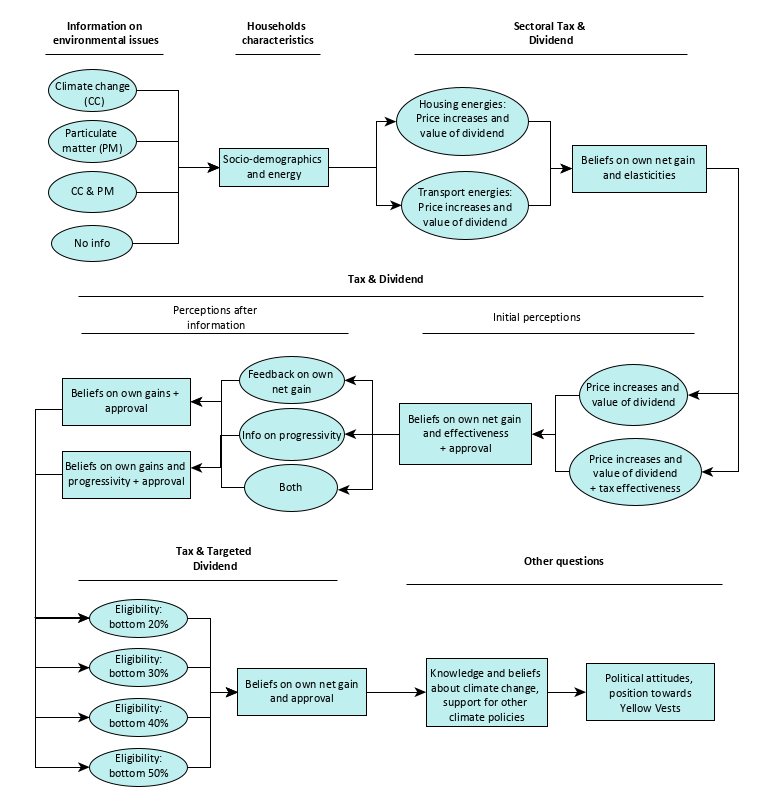 Information on
environmental issues
Households
characteristics
Sectoral Tax &
Dividend
Climate change
(CC)
Particulate
matter (PM)
CC & PM
No info
Socio-demographics
and energy
Housing energies:
Price increases and
value of dividend
Transport energies:
Price increases and
value of dividend
Beliefs on own net gain
and elasticities
Tax & Dividend
Perceptions after
information
Initial perceptions
Beliefs on own gains +
approval
Beliefs on own gains and
progressivity + approval
Feedback on own
net gain
Info on progressivity
Both
Beliefs on own net gain
and effectiveness
+ approval
Price increases and
value of dividend
Price increases and
value of dividend
+ tax effectiveness
Tax & Targeted
Dividend
Other questions
Eligibility:
bottom 20%
Eligibility:
bottom 30%
Eligibility:
bottom 40%
Eligibility:
bottom 50%
Beliefs on own net gain
and approval
Knowledge and beliefs
about climate change,
support for other
climate policies
Political attitudes,
position towards
Yellow Vests